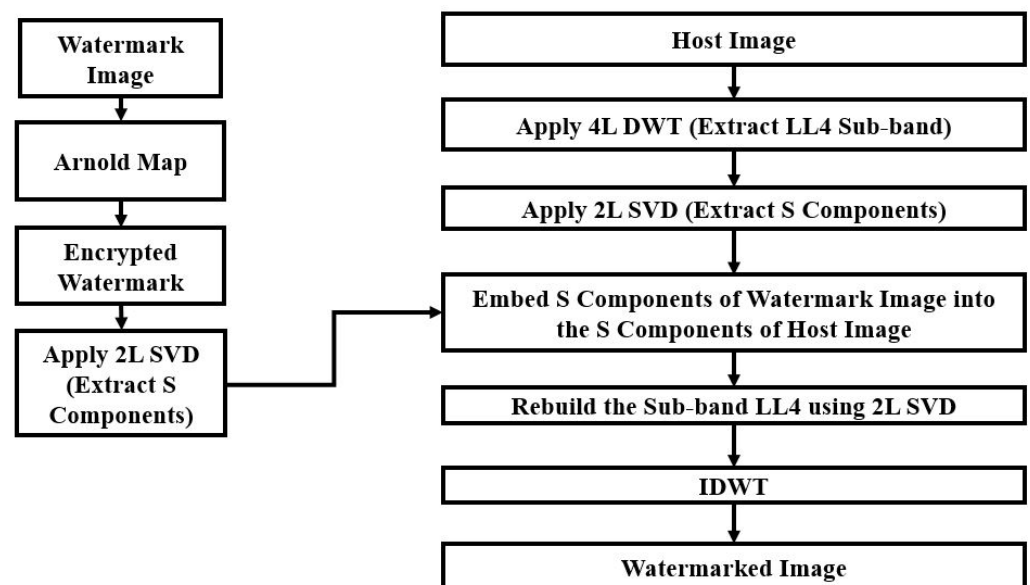 Watermark
Image
Arnold Map
Encrypted
Watermark
Apply 2L SVD
(Extract S
Components)
Host Image
Apply 4L DWT (Extract LL4 Sub-band)
Apply 2L SVD (Extract S Components)
Embed S Components of Watermark Image into
the S Components of Host Image
Rebuild the Sub-band LL4 using 2L SVD
IDWT
Watermarked Image